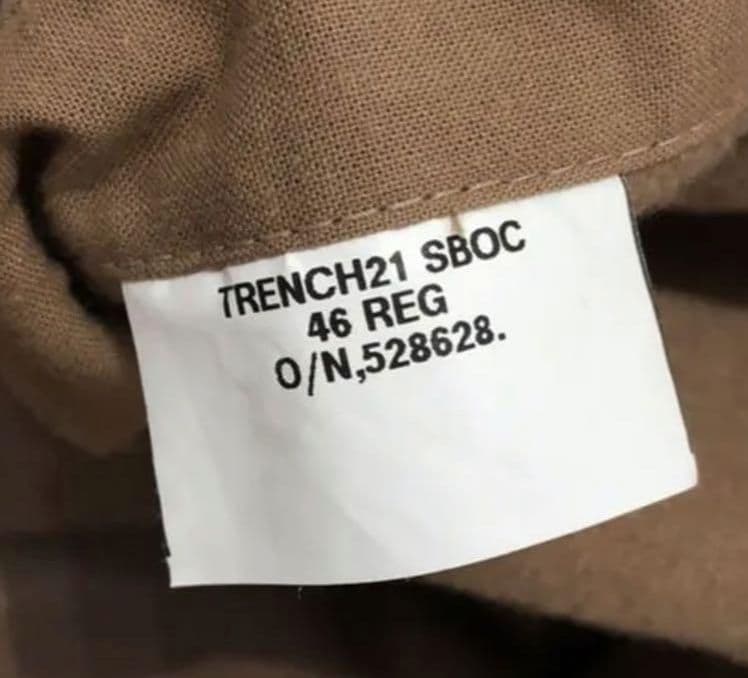 TRENCH21 SBOC
46 REG
O/N,528628.